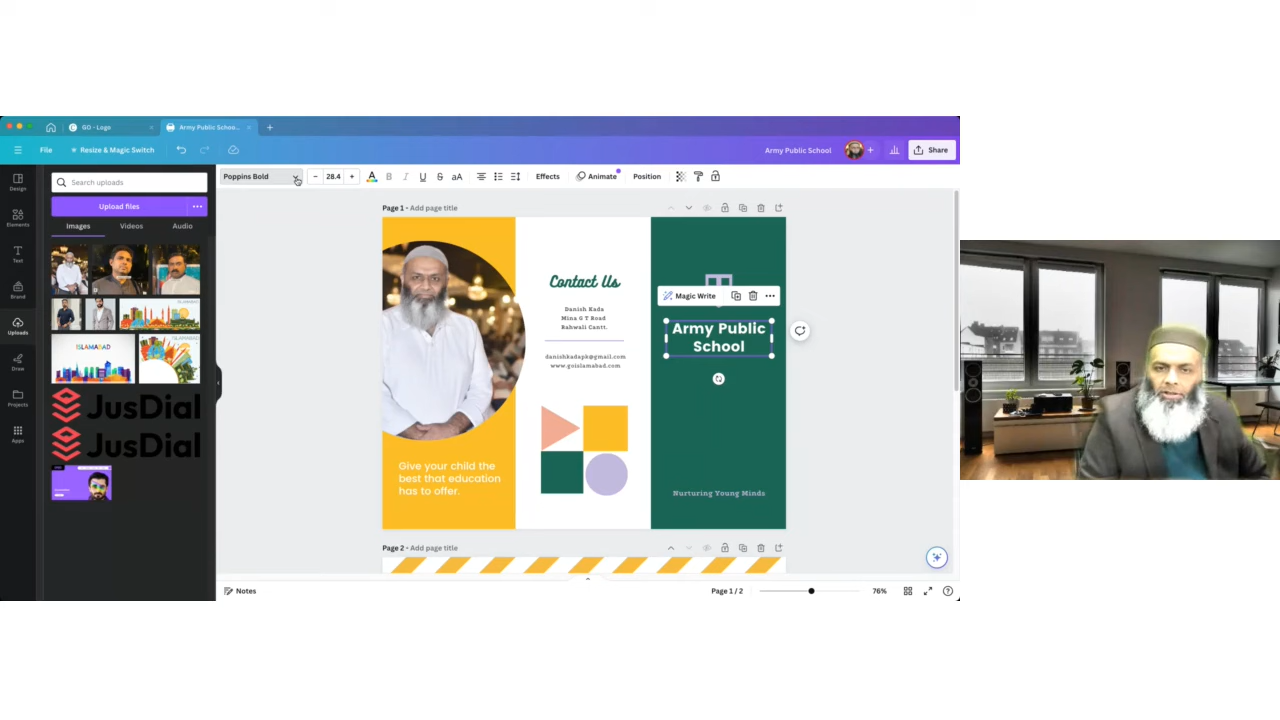 GO - Logo
Army Public Schoo...
File
Resize & Magic Switch
Army Public School
Share
Design
Elements
Text
Brand
Uploads
Draw
Projects
Apps
Search uploads
Upload files
Images
Videos
Audio
ISLAMABAD
ISLAMABAD
JusDial
JusDial
Poppins Bold
28.4
A
B
I
U
S
aA
Effects
Animate
Position
Page 1 - Add page title
Give your child the
best that education
has to offer.
Contact Us
Danish Kada
Mina G T Road
Rahwali Cantt.
danishkadapk@gmail.com
www.goislamabad.com
Magic Write
Army Public
School
Nurturing Young Minds
Page 2 - Add page title
Notes
Page 1 / 2
76%